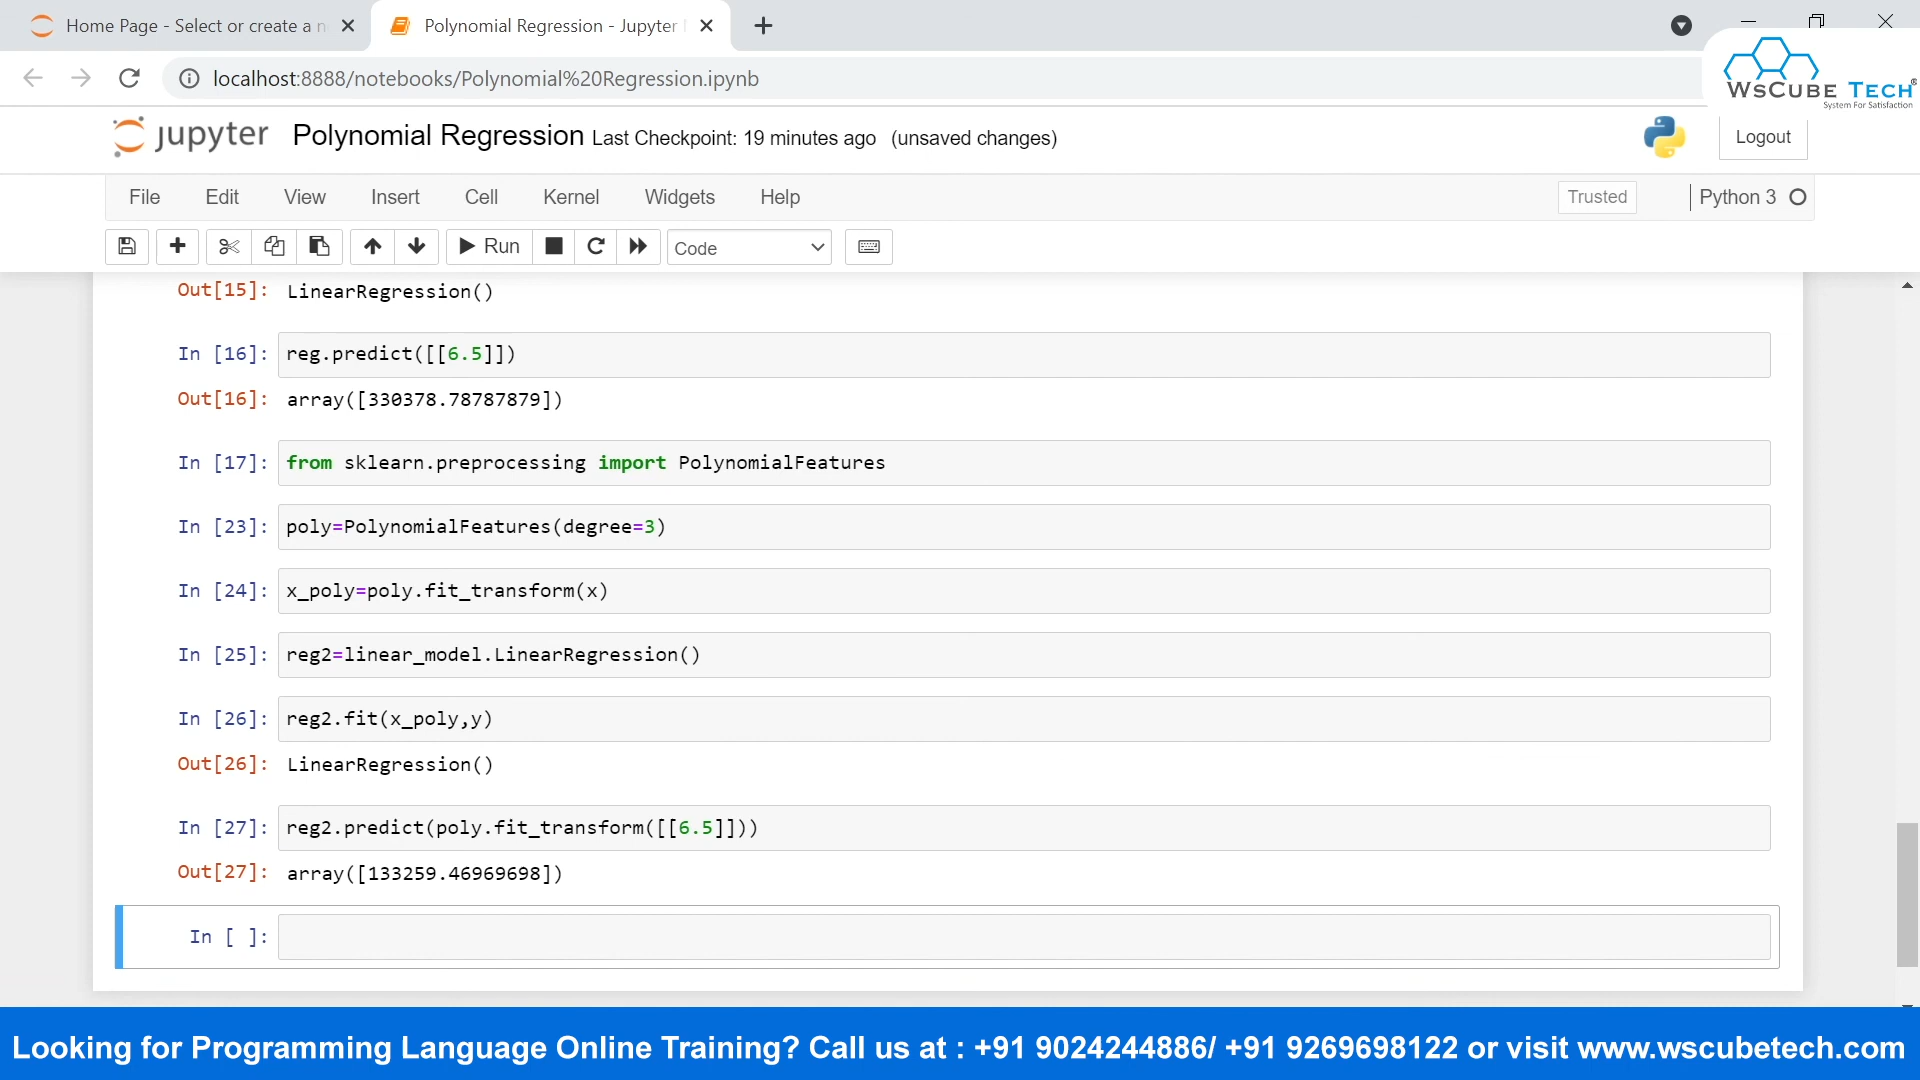 Home Page - Select or create a n
Polynomial Regression - Jupyter
localhost:8888/notebooks/Polynomial%20Regression.ipynb
WsCube Tech®
System For Satisfaction
jupyter Polynomial Regression Last Checkpoint: 19 minutes ago (unsaved changes)
Logout
File Edit View Insert Cell Kernel Widgets Help
Trusted
Python 3
Run
Code
Out[15]: LinearRegression()
In [16]: reg.predict([[6.5]])
Out[16]: array([330378.78787879])
In [17]: from sklearn.preprocessing import PolynomialFeatures
In [23]: poly=PolynomialFeatures(degree=3)
In [24]: x_poly=poly.fit_transform(x)
In [25]: reg2=linear_model.LinearRegression()
In [26]: reg2.fit(x_poly,y)
Out[26]: LinearRegression()
In [27]: reg2.predict(poly.fit_transform([[6.5]]))
Out[27]: array([133259.46969698])
In [ ]:
Looking for Programming Language Online Training? Call us at : +91 9024244886/ +91 9269698122 or visit www.wscubetech.com